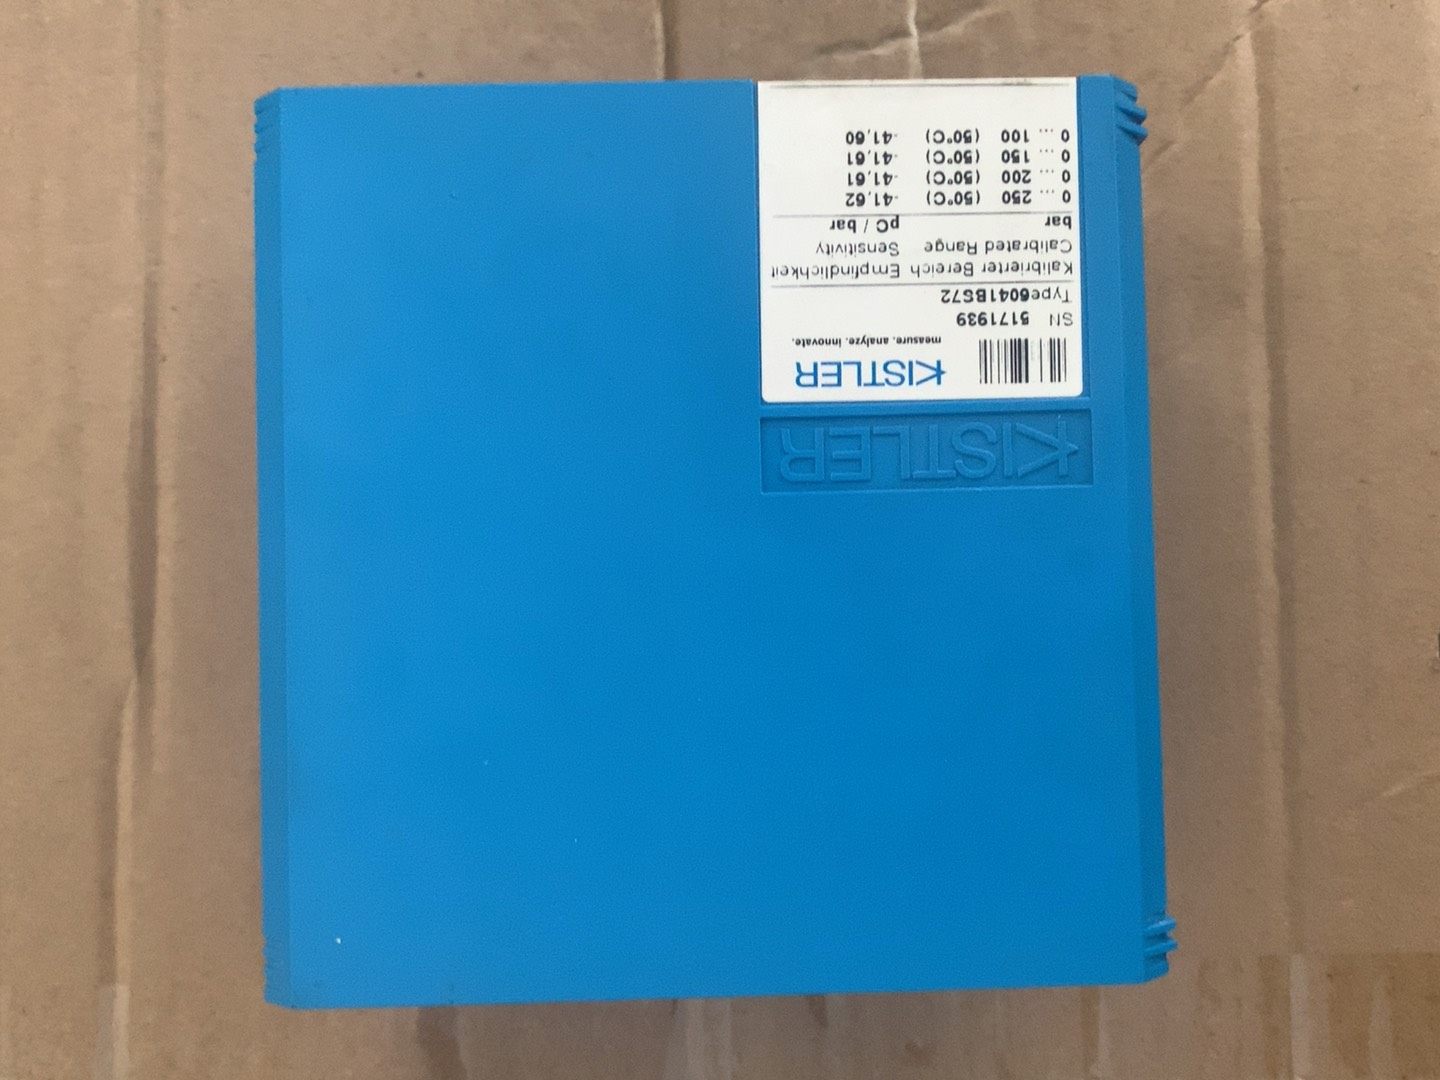 KISTLER
KISTLER
measure. analyze. innovate.
SN 5171939
Type6041BS72
Kalibrierter Bereich Empfindlichkeit
Calibrated Range Sensitivity
bar pC / bar
0 ... 250 (50°C) -41,62
0 ... 200 (50°C) -41,61
0 ... 150 (50°C) -41,61
0 ... 100 (50°C) -41,60